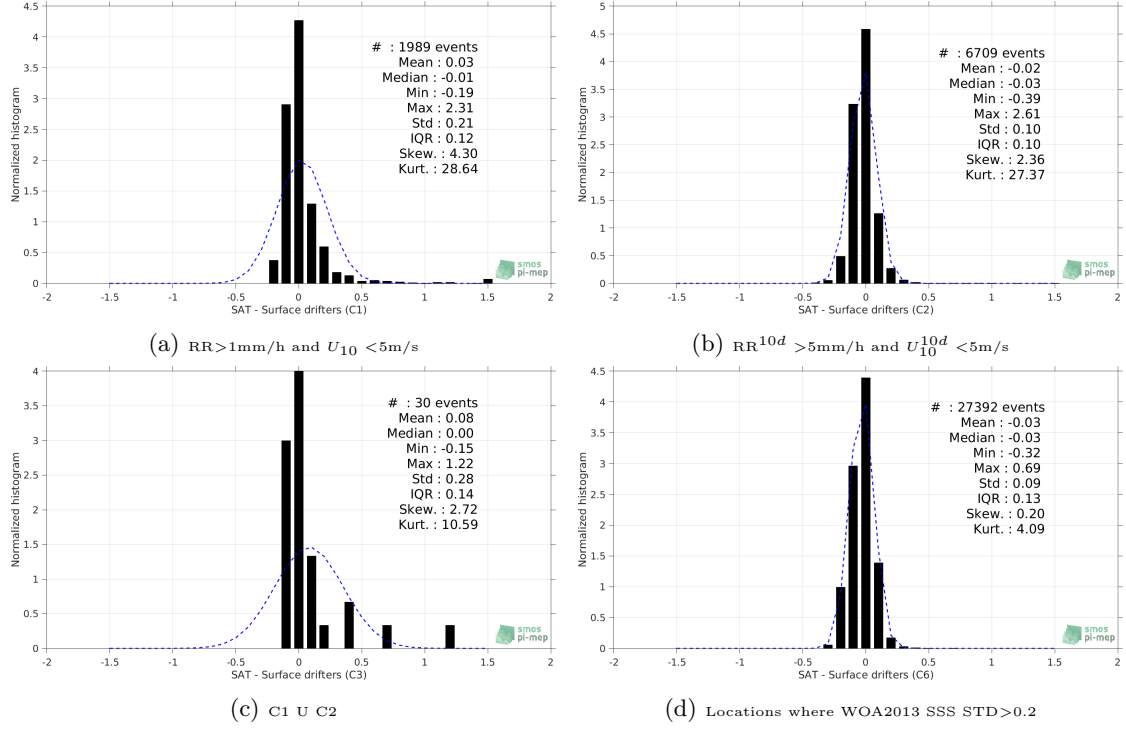 4.5
4
3.5
3
2.5
2
1.5
1
0.5
0
Normalized histogram
# : 1989 events
Mean : 0.03
Median : -0.01
Min : -0.19
Max : 2.31
Std : 0.21
IQR : 0.12
Skew. : 4.30
Kurt. : 28.64
smos
pi-mep
-2 -1.5 -1 -0.5 0 0.5 1 1.5 2
SAT - Surface drifters (C1)
(a) RR>1mm/h and U10 <5m/s
5
4.5
4
3.5
3
2.5
2
1.5
1
0.5
0
Normalized histogram
# : 6709 events
Mean : -0.02
Median : -0.03
Min : -0.39
Max : 2.61
Std : 0.10
IQR : 0.10
Skew. : 2.36
Kurt. : 27.37
smos
pi-mep
-2 -1.5 -1 -0.5 0 0.5 1 1.5 2
SAT - Surface drifters (C2)
(b) RR10d >5mm/h and U10 10d <5m/s
4
3.5
3
2.5
2
1.5
1
0.5
0
Normalized histogram
# : 30 events
Mean : 0.08
Median : 0.00
Min : -0.15
Max : 1.22
Std : 0.28
IQR : 0.14
Skew. : 2.72
Kurt. : 10.59
smos
pi-mep
-2 -1.5 -1 -0.5 0 0.5 1 1.5 2
SAT - Surface drifters (C3)
(c) C1 U C2
4.5
4
3.5
3
2.5
2
1.5
1
0.5
0
Normalized histogram
# : 27392 events
Mean : -0.03
Median : -0.03
Min : -0.32
Max : 0.69
Std : 0.09
IQR : 0.13
Skew. : 0.20
Kurt. : 4.09
smos
pi-mep
-2 -1.5 -1 -0.5 0 0.5 1 1.5 2
SAT - Surface drifters (C6)
(d) Locations where WOA2013 SSS STD>0.2